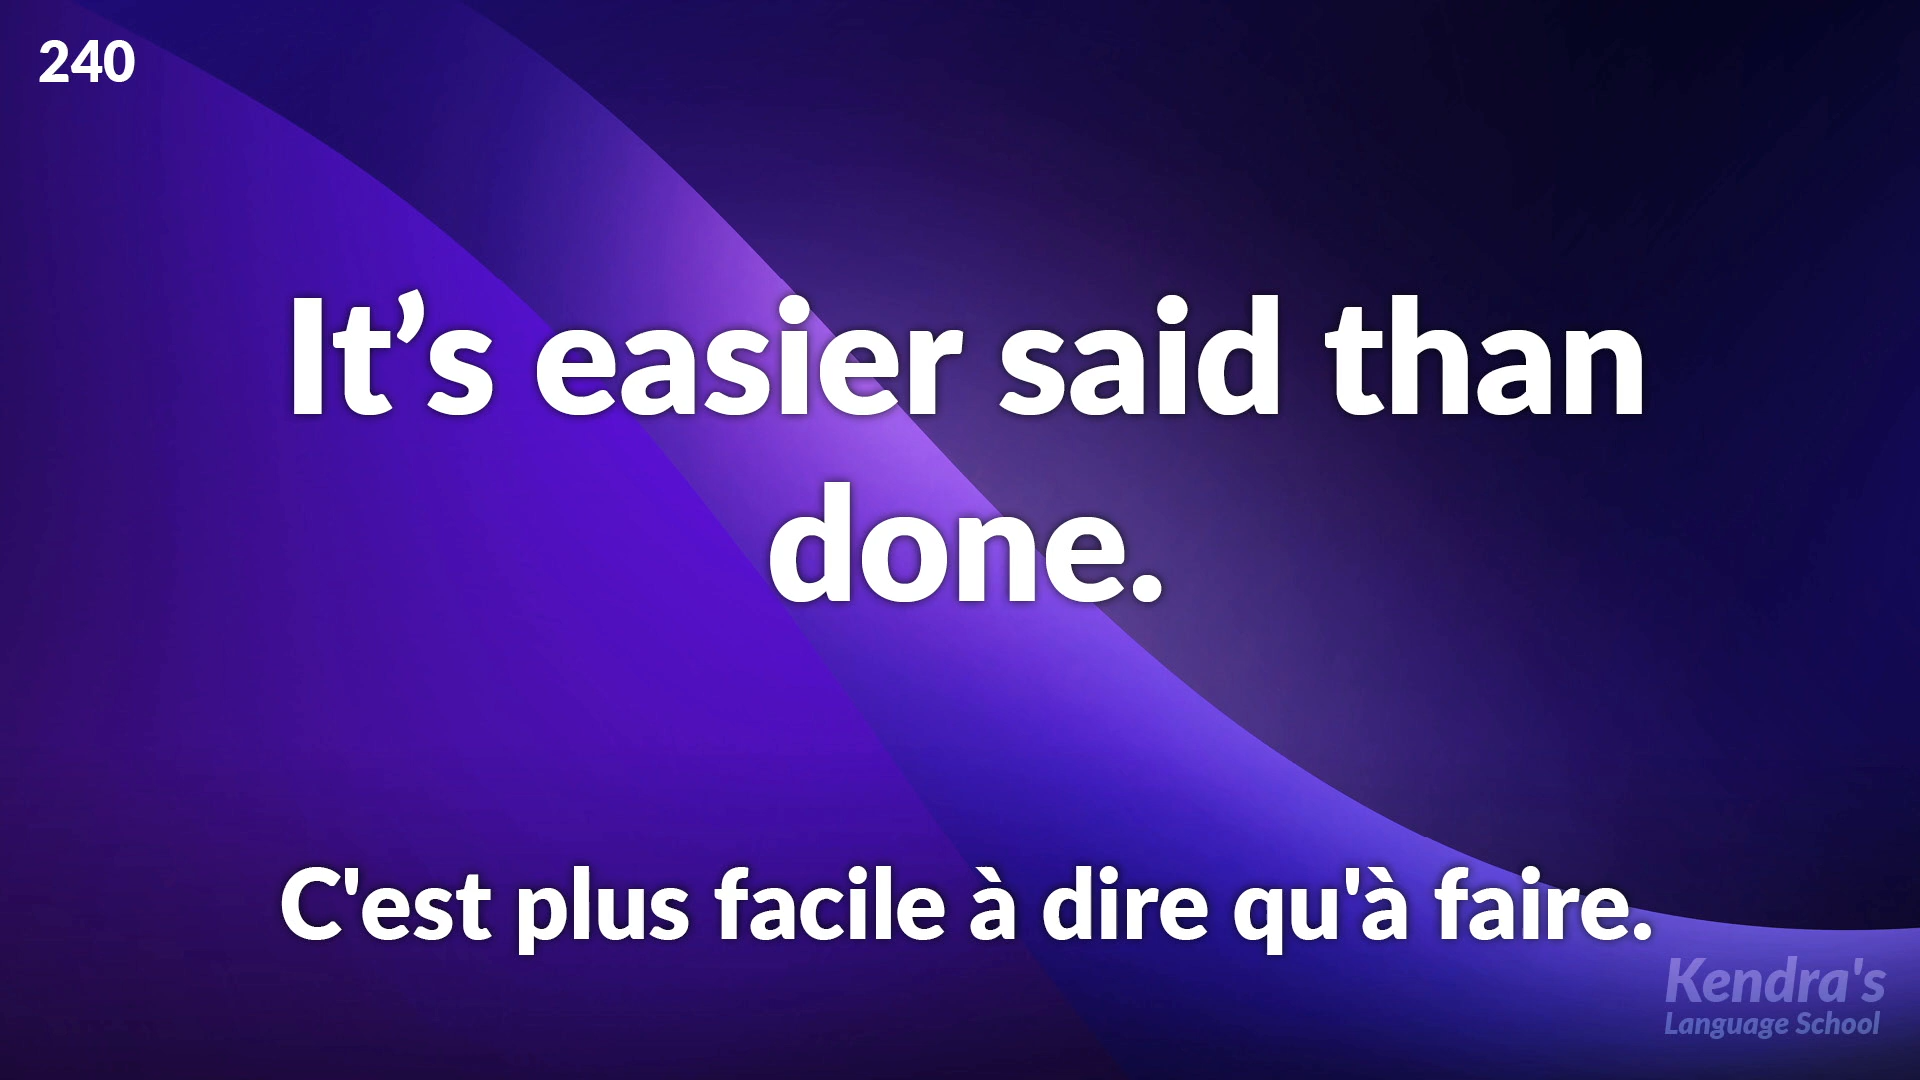 240
It’s easier said than
done.
C'est plus facile à dire qu'à faire.
Kendra's
Language School